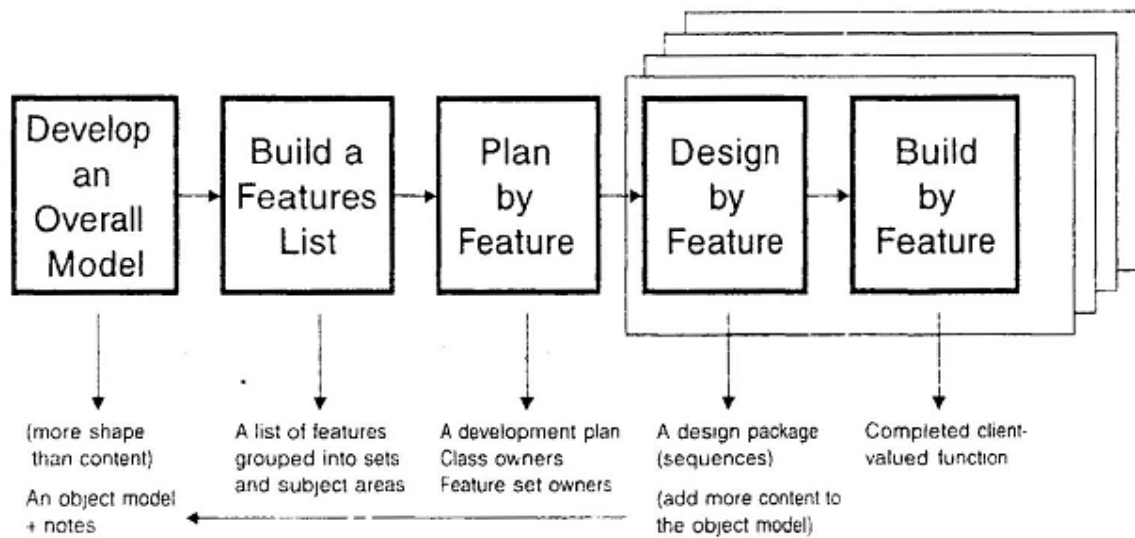 Develop
an
Overall
Model
Build a
Features
List
Plan
by
Feature
Design
by
Feature
Build
by
Feature
(more shape
than content)
An object model
+ notes
A list of features
grouped into sets
and subject areas
A development plan
Class owners
Feature set owners
A design package
(sequences)
(add more content to
the object model)
Completed client-
valued function